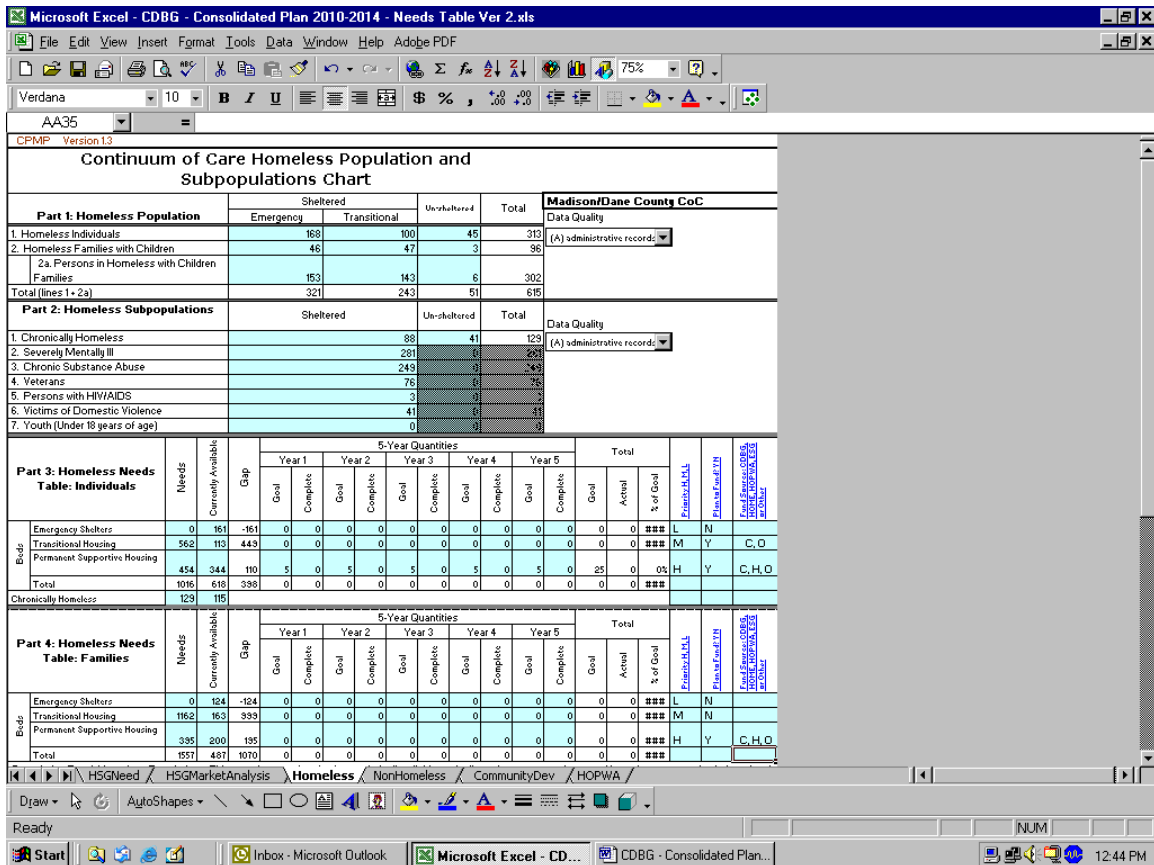 Microsoft Excel - CDBG - Consolidated Plan 2010-2014 - Needs Table Ver 2.xls
File Edit View Insert Format Tools Data Window Help Adobe PDF
75%
Verdana 10 B I U $ % ,
AA35 =
CPMP Version 1.3
Continuum of Care Homeless Population and
Subpopulations Chart
Part 1: Homeless Population Sheltered Un-sheltered Total Madison/Dane County CoC
Emergency Transitional Data Quality
1. Homeless Individuals 168 100 45 313 (A) administrative records
2. Homeless Families with Children 46 47 3 96
2a. Persons in Homeless with Children
Families 153 143 6 302
Total (lines 1 + 2a) 321 243 51 615
Part 2: Homeless Subpopulations Sheltered Un-sheltered Total Data Quality
1. Chronically Homeless 88 41 129 (A) administrative records
2. Severely Mentally Ill 281 0 281
3. Chronic Substance Abuse 249 0 249
4. Veterans 76 0 76
5. Persons with HIV/AIDS 3 0
6. Victims of Domestic Violence 41 0 41
7. Youth (Under 18 years of age) 0 0 0
Part 3: Homeless Needs
Table: Individuals
Needs Currently Available Gap 5-Year Quantities Total
Year 1 Year 2 Year 3 Year 4 Year 5
Goal Complete Goal Complete Goal Complete Goal Complete Goal Complete Goal Actual % of Goal Priority H, M, L Plan to Fund? Y N Fund Source: CDBG, HOME, HOPWA, ESG or Other
Beds
Emergency Shelters 0 161 -161 0 0 0 0 0 0 0 0 0 0 0 0 ### L N
Transitional Housing 562 113 449 0 0 0 0 0 0 0 0 0 0 0 0 ### M Y C, O
Permanent Supportive Housing
454 344 110 5 0 5 0 5 0 5 0 5 0 25 0 0% H Y C, H, O
Total 1016 618 398 0 0 0 0 0 0 0 0 0 0 0 0 ###
Chronically Homeless 129 115
Part 4: Homeless Needs
Table: Families
Needs Currently Available Gap 5-Year Quantities Total
Year 1 Year 2 Year 3 Year 4 Year 5
Goal Complete Goal Complete Goal Complete Goal Complete Goal Complete Goal Actual % of Goal Priority H, M, L Plan to Fund? Y N Fund Source: CDBG, HOME, HOPWA, ESG or Other
Beds
Emergency Shelters 0 124 -124 0 0 0 0 0 0 0 0 0 0 0 0 ### L N
Transitional Housing 1162 163 999 0 0 0 0 0 0 0 0 0 0 0 0 ### M N
Permanent Supportive Housing
395 200 195 0 0 0 0 0 0 0 0 0 0 0 0 ### H Y C, H, O
Total 1557 487 1070 0 0 0 0 0 0 0 0 0 0 0 0 ###
HSGNeed HSGMarketAnalysis Homeless NonHomeless CommunityDev HOPWA
Draw AutoShapes
Ready NUM
Start Inbox - Microsoft Outlook Microsoft Excel - CD... CDBG - Consolidated Plan... 12:44 PM